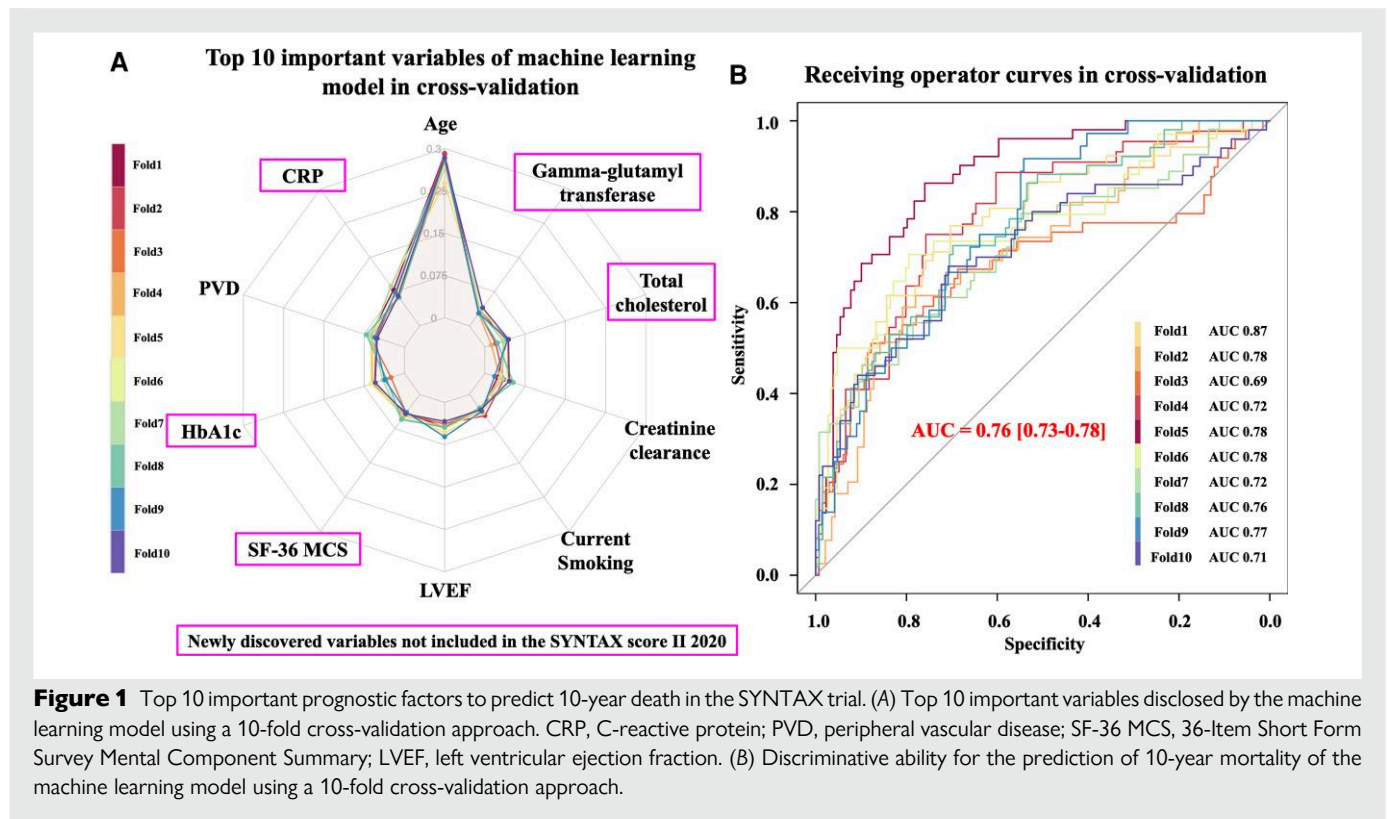 A
Top 10 important variables of machine learning
model in cross-validation
Age
0.3
0.15
0.075
0
Gamma-glutamyl
transferase
Total
cholesterol
Creatinine
clearance
Current
Smoking
LVEF
SF-36 MCS
HbA1c
PVD
CRP
Fold1
Fold2
Fold3
Fold4
Fold5
Fold6
Fold7
Fold8
Fold9
Fold10
Newly discovered variables not included in the SYNTAX score II 2020
B
Receiving operator curves in cross-validation
Sensitivity
1.0
0.8
0.6
0.4
0.2
0.0
AUC = 0.76 [0.73-0.78]
Fold1 AUC 0.87
Fold2 AUC 0.78
Fold3 AUC 0.69
Fold4 AUC 0.72
Fold5 AUC 0.78
Fold6 AUC 0.78
Fold7 AUC 0.72
Fold8 AUC 0.76
Fold9 AUC 0.77
Fold10 AUC 0.71
1.0 0.8 0.6 0.4 0.2 0.0
Specificity
Figure 1 Top 10 important prognostic factors to predict 10-year death in the SYNTAX trial. (A) Top 10 important variables disclosed by the machine
learning model using a 10-fold cross-validation approach. CRP, C-reactive protein; PVD, peripheral vascular disease; SF-36 MCS, 36-Item Short Form
Survey Mental Component Summary; LVEF, left ventricular ejection fraction. (B) Discriminative ability for the prediction of 10-year mortality of the
machine learning model using a 10-fold cross-validation approach.